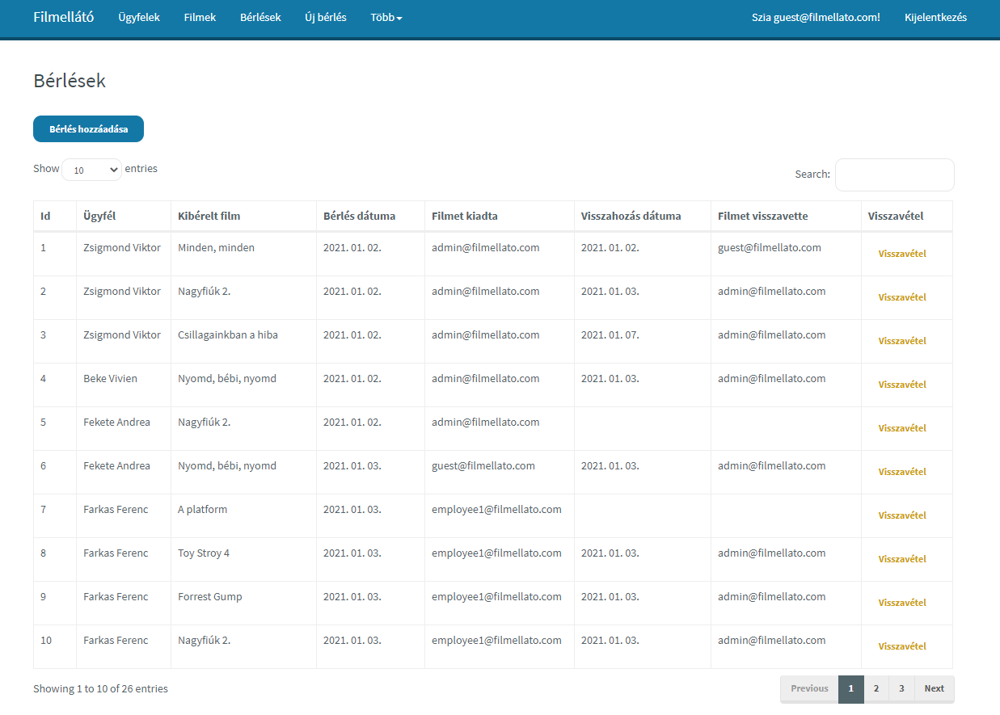 Filmellátó Ügyfelek Filmek Bérlések Új bérlés Több Szia guest@filmellato.com! Kijelentkezés
Bérlések
Bérlés hozzáadása
Show 10 entries Search:
Id Ügyfél Kibérelt film Bérlés dátuma Filmet kiadta Visszahozás dátuma Filmet visszavette Visszavétel
1 Zsigmond Viktor Minden, minden 2021. 01. 02. admin@filmellato.com 2021. 01. 02. guest@filmellato.com Visszavétel
2 Zsigmond Viktor Nagyfiúk 2. 2021. 01. 02. admin@filmellato.com 2021. 01. 03. admin@filmellato.com Visszavétel
3 Zsigmond Viktor Csillagainkban a hiba 2021. 01. 02. admin@filmellato.com 2021. 01. 07. admin@filmellato.com Visszavétel
4 Beke Vivien Nyomd, bébi, nyomd 2021. 01. 02. admin@filmellato.com 2021. 01. 03. admin@filmellato.com Visszavétel
5 Fekete Andrea Nagyfiúk 2. 2021. 01. 02. admin@filmellato.com Visszavétel
6 Fekete Andrea Nyomd, bébi, nyomd 2021. 01. 03. guest@filmellato.com 2021. 01. 03. admin@filmellato.com Visszavétel
7 Farkas Ferenc A platform 2021. 01. 03. employee1@filmellato.com Visszavétel
8 Farkas Ferenc Toy Stroy 4 2021. 01. 03. employee1@filmellato.com 2021. 01. 03. admin@filmellato.com Visszavétel
9 Farkas Ferenc Forrest Gump 2021. 01. 03. employee1@filmellato.com 2021. 01. 03. admin@filmellato.com Visszavétel
10 Farkas Ferenc Nagyfiúk 2. 2021. 01. 03. employee1@filmellato.com 2021. 01. 03. admin@filmellato.com Visszavétel
Showing 1 to 10 of 26 entries Previous 1 2 3 Next